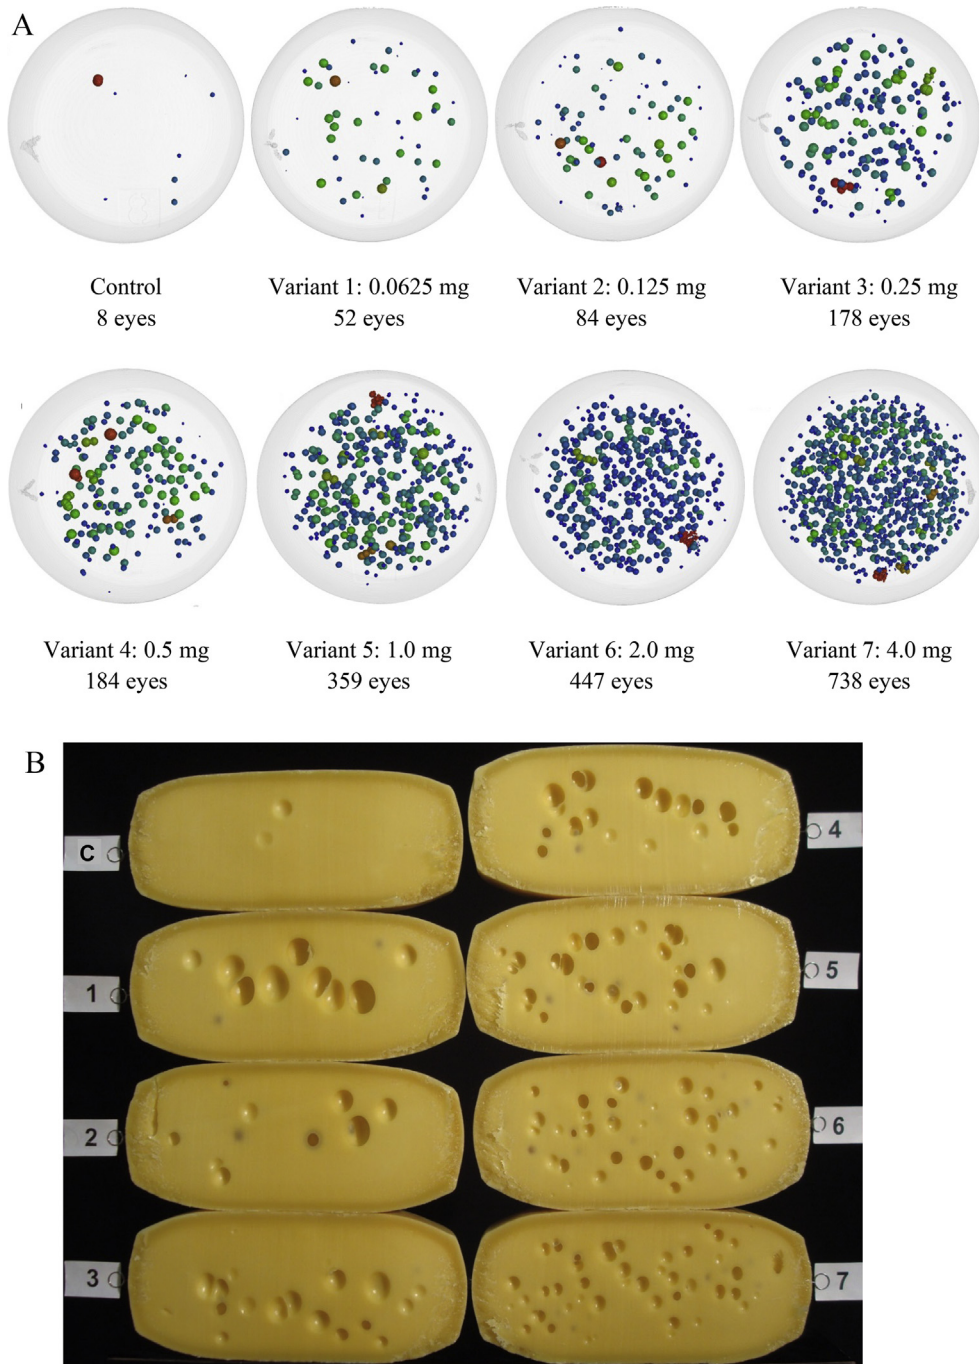 A
Control
8 eyes
Variant 1: 0.0625 mg
52 eyes
Variant 2: 0.125 mg
84 eyes
Variant 3: 0.25 mg
178 eyes
Variant 4: 0.5 mg
184 eyes
Variant 5: 1.0 mg
359 eyes
Variant 6: 2.0 mg
447 eyes
Variant 7: 4.0 mg
738 eyes
B
C
4
1
5
2
6
3
7